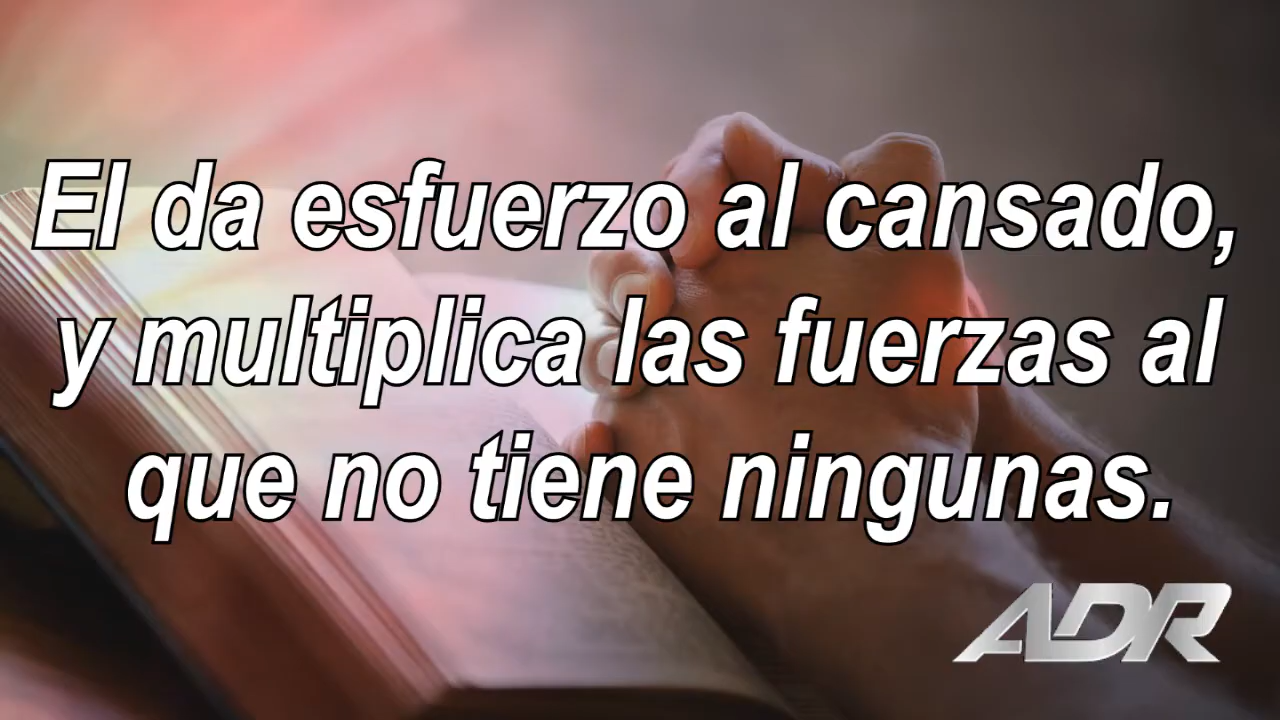 El da esfuerzo al cansado,
y multiplica las fuerzas al
que no tiene ningunas.
ADR